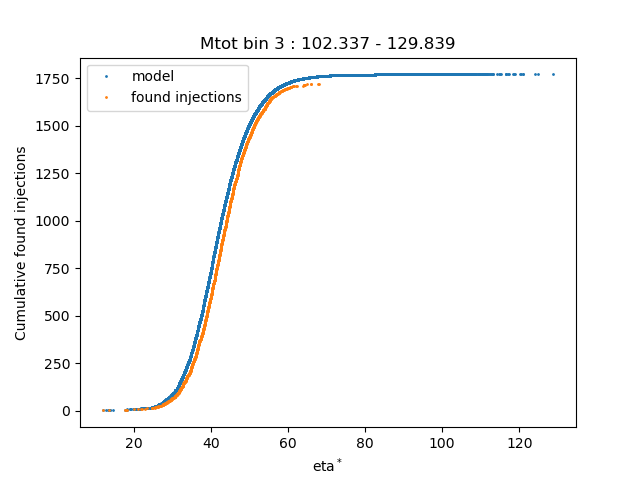 Mtot bin 3 : 102.337 - 129.839
model
found injections
Cumulative found injections
1750
1500
1250
1000
750
500
250
0
20 40 60 80 100 120
eta*